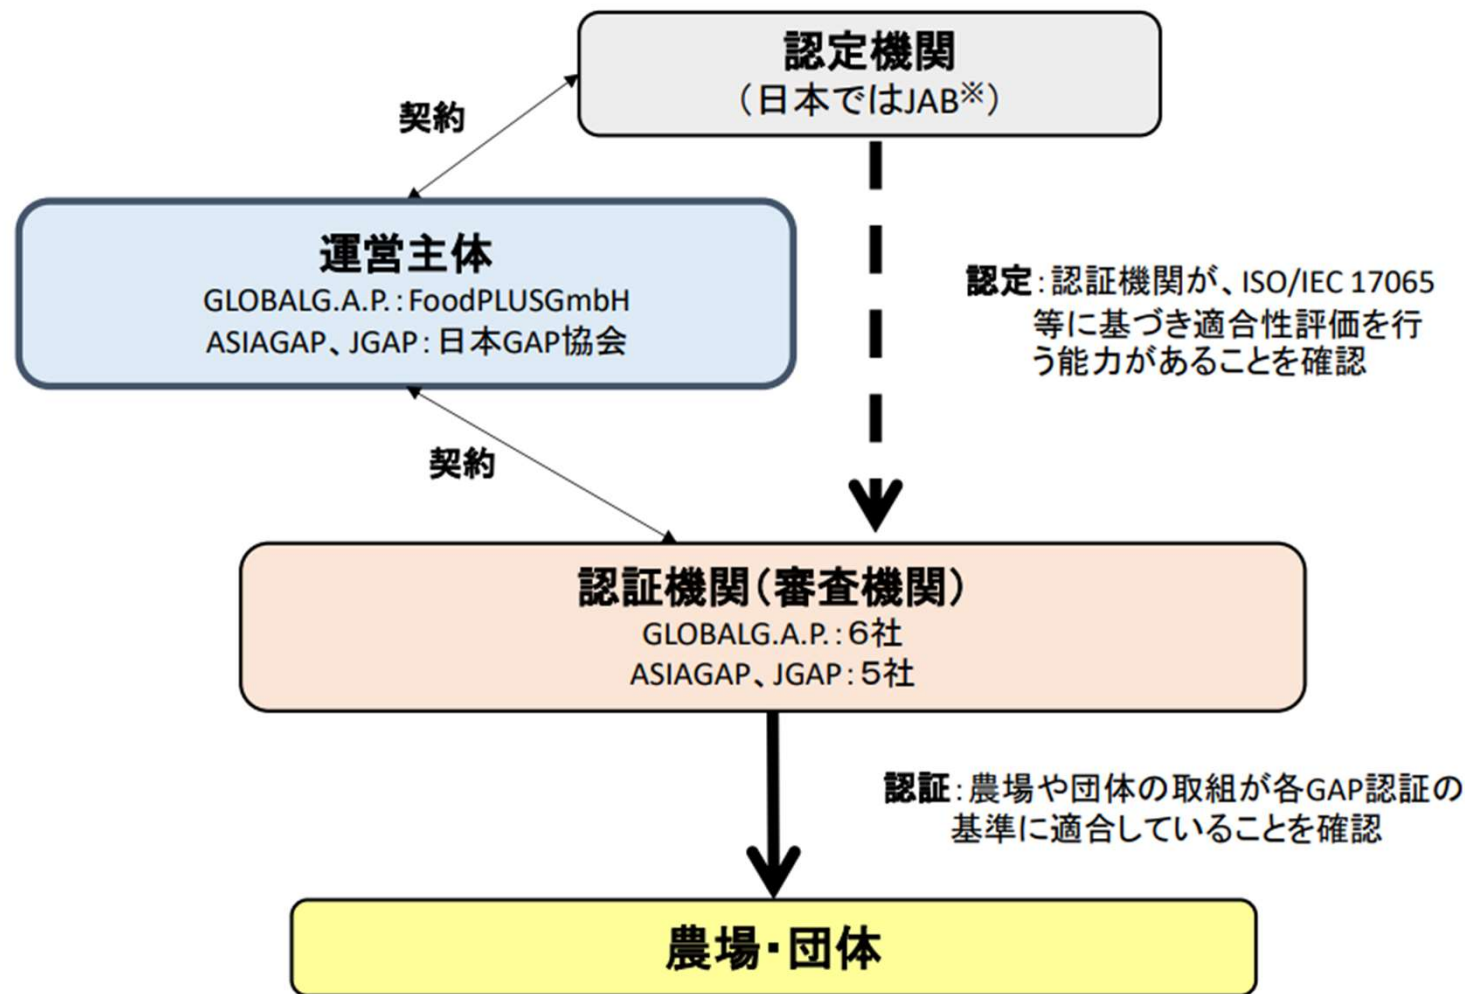 認定機関
（日本ではJAB※）
契約
運営主体
GLOBALG.A.P.：FoodPLUSGmbH
ASIAGAP、JGAP：日本GAP協会
認定：認証機関が、ISO/IEC 17065
等に基づき適合性評価を行
う能力があることを確認
契約
認証機関（審査機関）
GLOBALG.A.P.：６社
ASIAGAP、JGAP：５社
認証：農場や団体の取組が各GAP認証の
基準に適合していることを確認
農場・団体